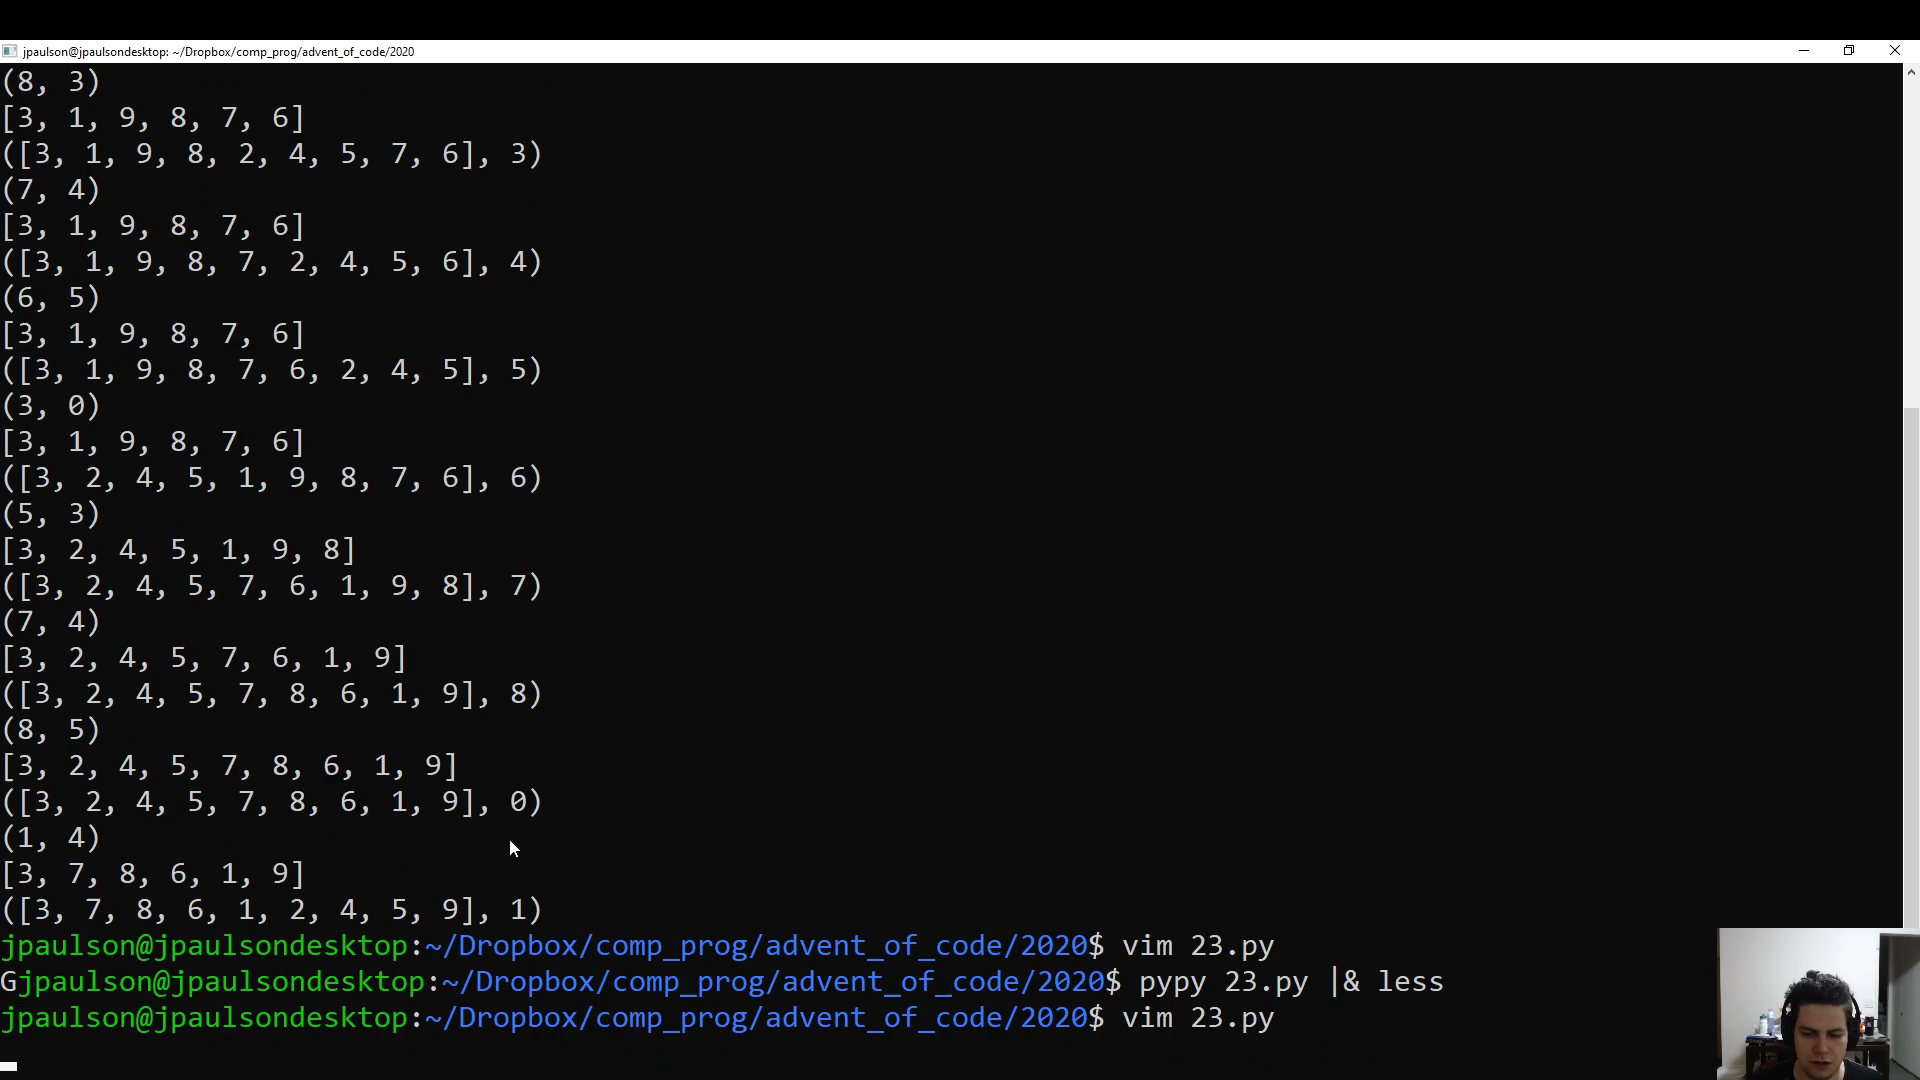 jpaulson@jpaulsondesktop: ~/Dropbox/comp_prog/advent_of_code/2020
(8, 3)
[3, 1, 9, 8, 7, 6]
([3, 1, 9, 8, 2, 4, 5, 7, 6], 3)
(7, 4)
[3, 1, 9, 8, 7, 6]
([3, 1, 9, 8, 7, 2, 4, 5, 6], 4)
(6, 5)
[3, 1, 9, 8, 7, 6]
([3, 1, 9, 8, 7, 6, 2, 4, 5], 5)
(3, 0)
[3, 1, 9, 8, 7, 6]
([3, 2, 4, 5, 1, 9, 8, 7, 6], 6)
(5, 3)
[3, 2, 4, 5, 1, 9, 8]
([3, 2, 4, 5, 7, 6, 1, 9, 8], 7)
(7, 4)
[3, 2, 4, 5, 7, 6, 1, 9]
([3, 2, 4, 5, 7, 8, 6, 1, 9], 8)
(8, 5)
[3, 2, 4, 5, 7, 8, 6, 1, 9]
([3, 2, 4, 5, 7, 8, 6, 1, 9], 0)
(1, 4)
[3, 7, 8, 6, 1, 9]
([3, 7, 8, 6, 1, 2, 4, 5, 9], 1)
jpaulson@jpaulsondesktop:~/Dropbox/comp_prog/advent_of_code/2020$ vim 23.py
Gjpaulson@jpaulsondesktop:~/Dropbox/comp_prog/advent_of_code/2020$ pypy 23.py |& less
jpaulson@jpaulsondesktop:~/Dropbox/comp_prog/advent_of_code/2020$ vim 23.py